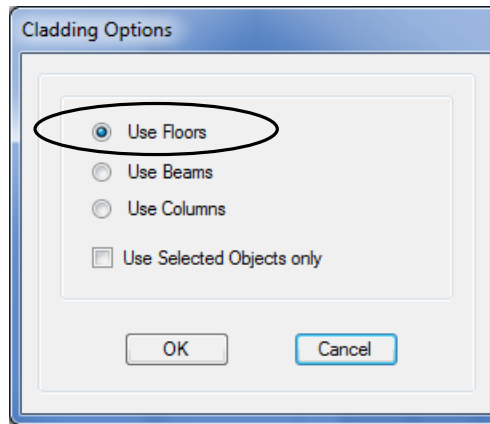 Cladding Options
Use Floors
Use Beams
Use Columns
Use Selected Objects only
OK Cancel